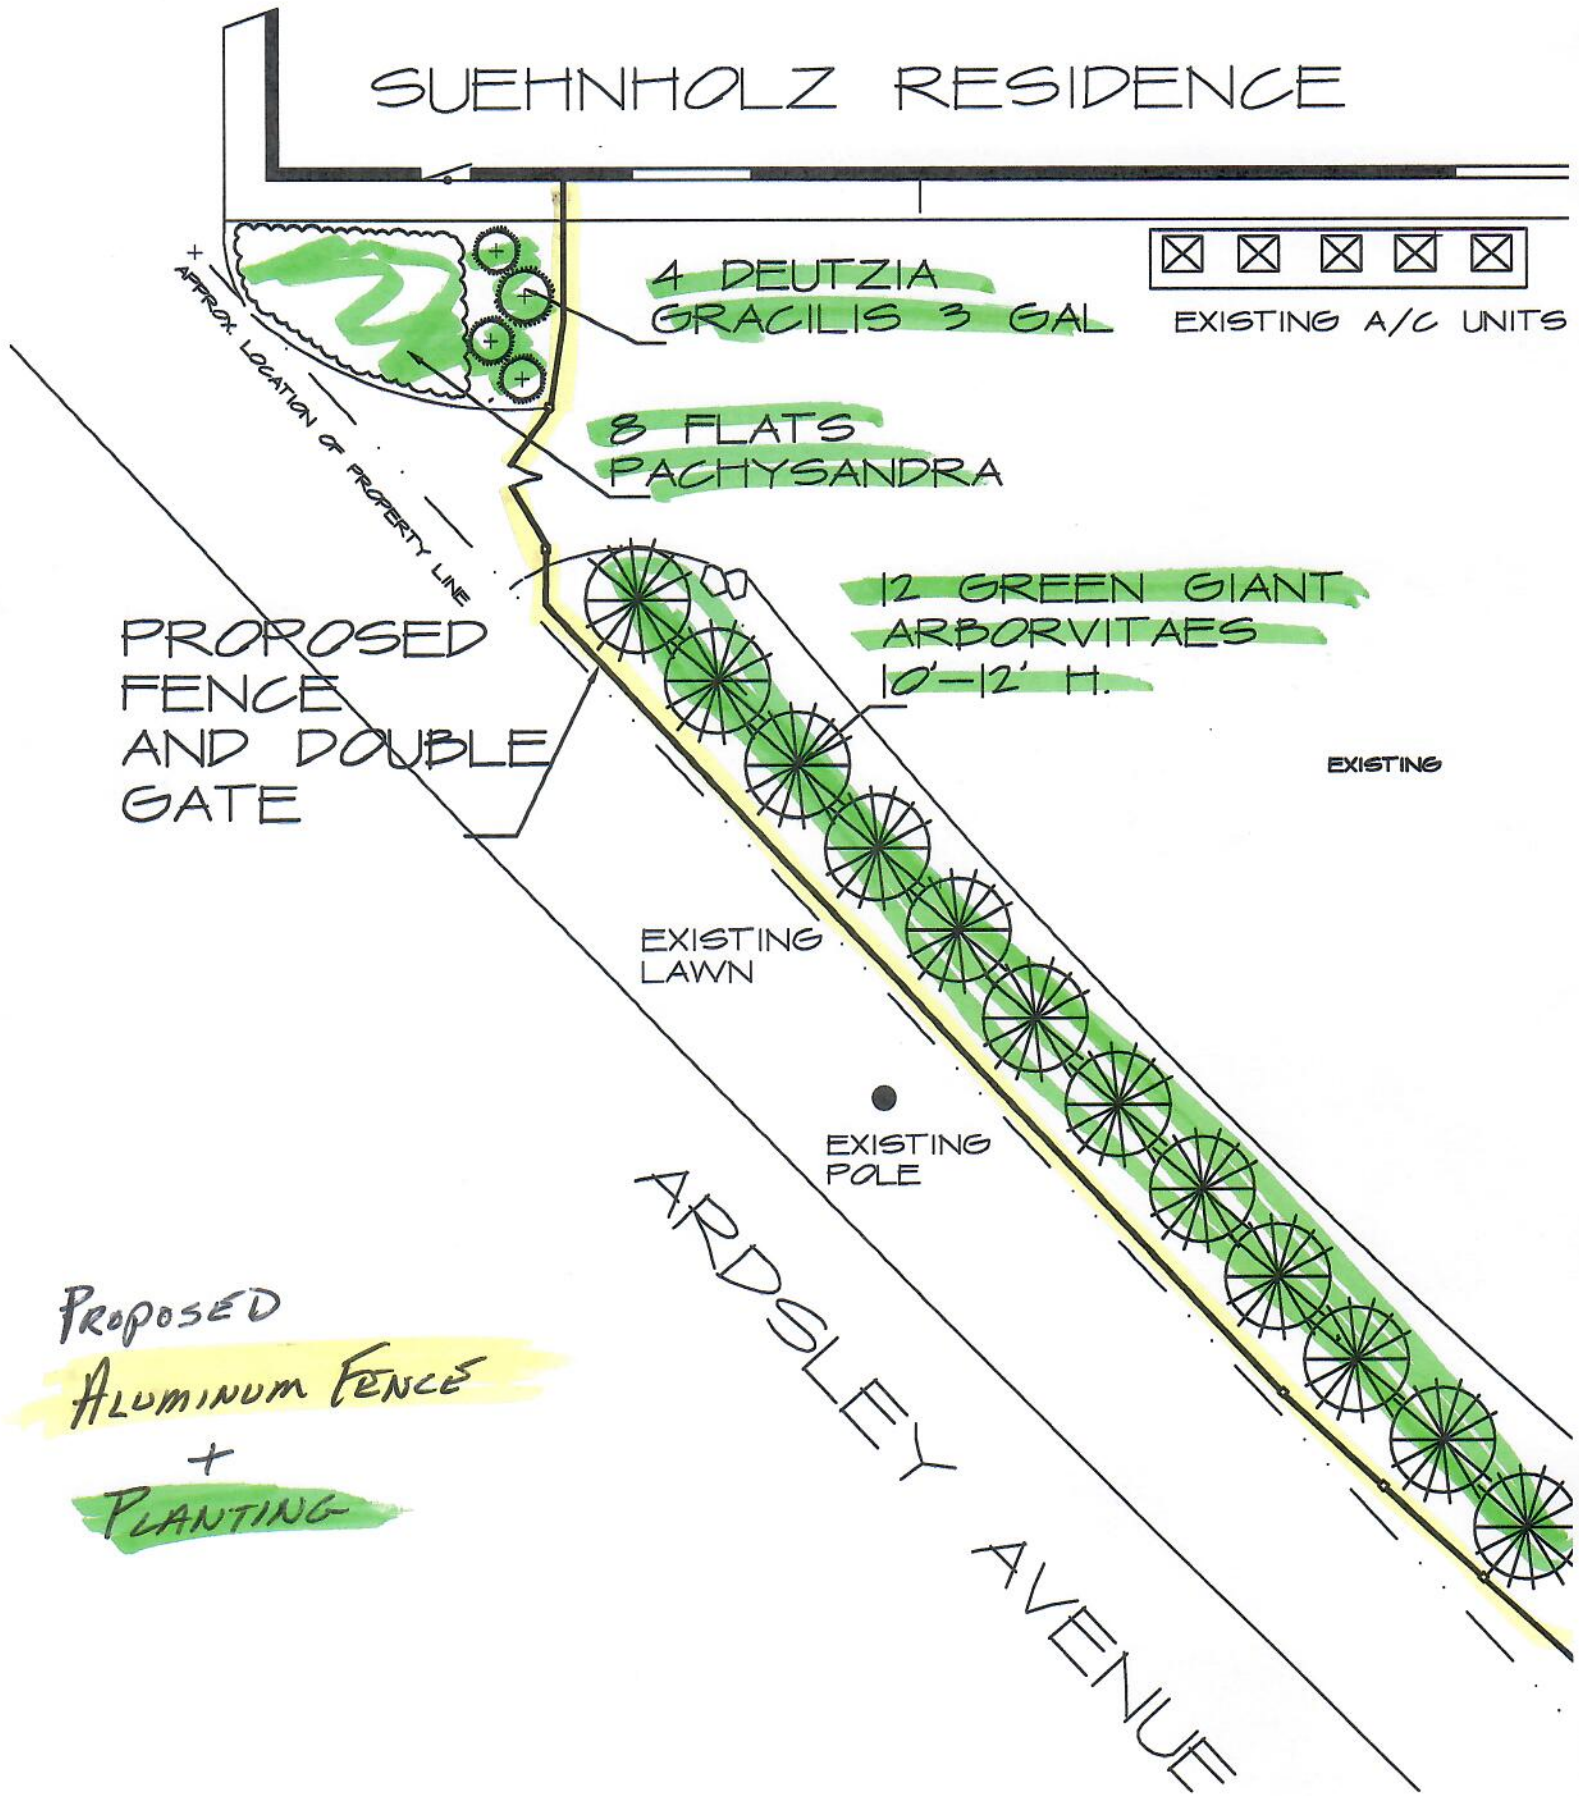 SUEHNHOLZ RESIDENCE
4 DEUTZIA
GRACILIS 3 GAL
EXISTING A/C UNITS
APPROX. LOCATION OF PROPERTY LINE
8 FLATS
PACHYSANDRA
12 GREEN GIANT
ARBORVITAES
10'-12' H.
PROPOSED
FENCE
AND DOUBLE
GATE
EXISTING
EXISTING
LAWN
EXISTING
POLE
ARDSLEY AVENUE
PROPOSED
ALUMINUM FENCE
+
PLANTING